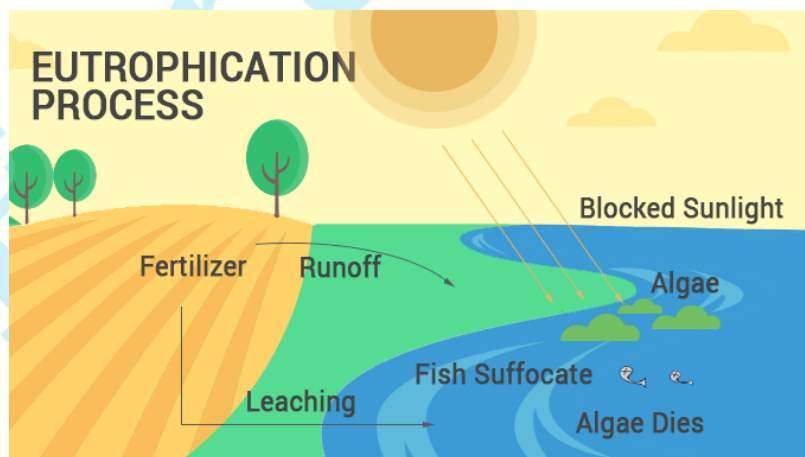 EUTROPHICATION
PROCESS
Blocked Sunlight
Fertilizer
Runoff
Algae
Fish Suffocate
Leaching
Algae Dies